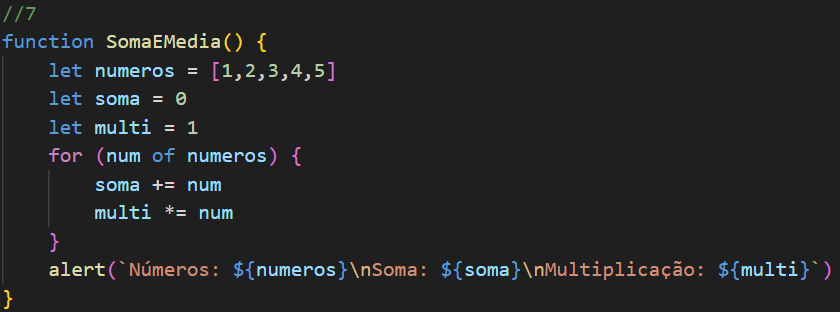 //7
function SomaEMedia() {
    let numeros = [1,2,3,4,5]
    let soma = 0
    let multi = 1
    for (num of numeros) {
        soma += num
        multi *= num
    }
    alert(`Números: ${numeros}\nSoma: ${soma}\nMultiplicação: ${multi}`)
}